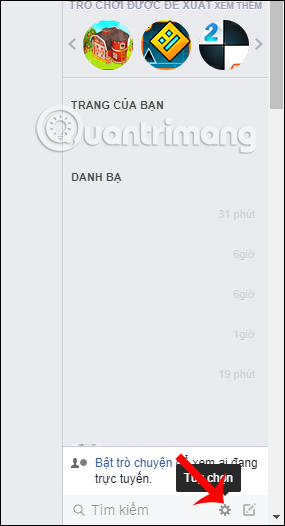 TRÒ CHƠI ĐƯỢC ĐỀ XUẤT XEM THÊM
2
TRANG CỦA BẠN
Quantrimang
DANH BẠ
31 phút
6giờ
6giờ
1giờ
19 phút
Bật trò chuyện để xem ai đang
trực tuyến.
Tùy chọn
Tìm kiếm